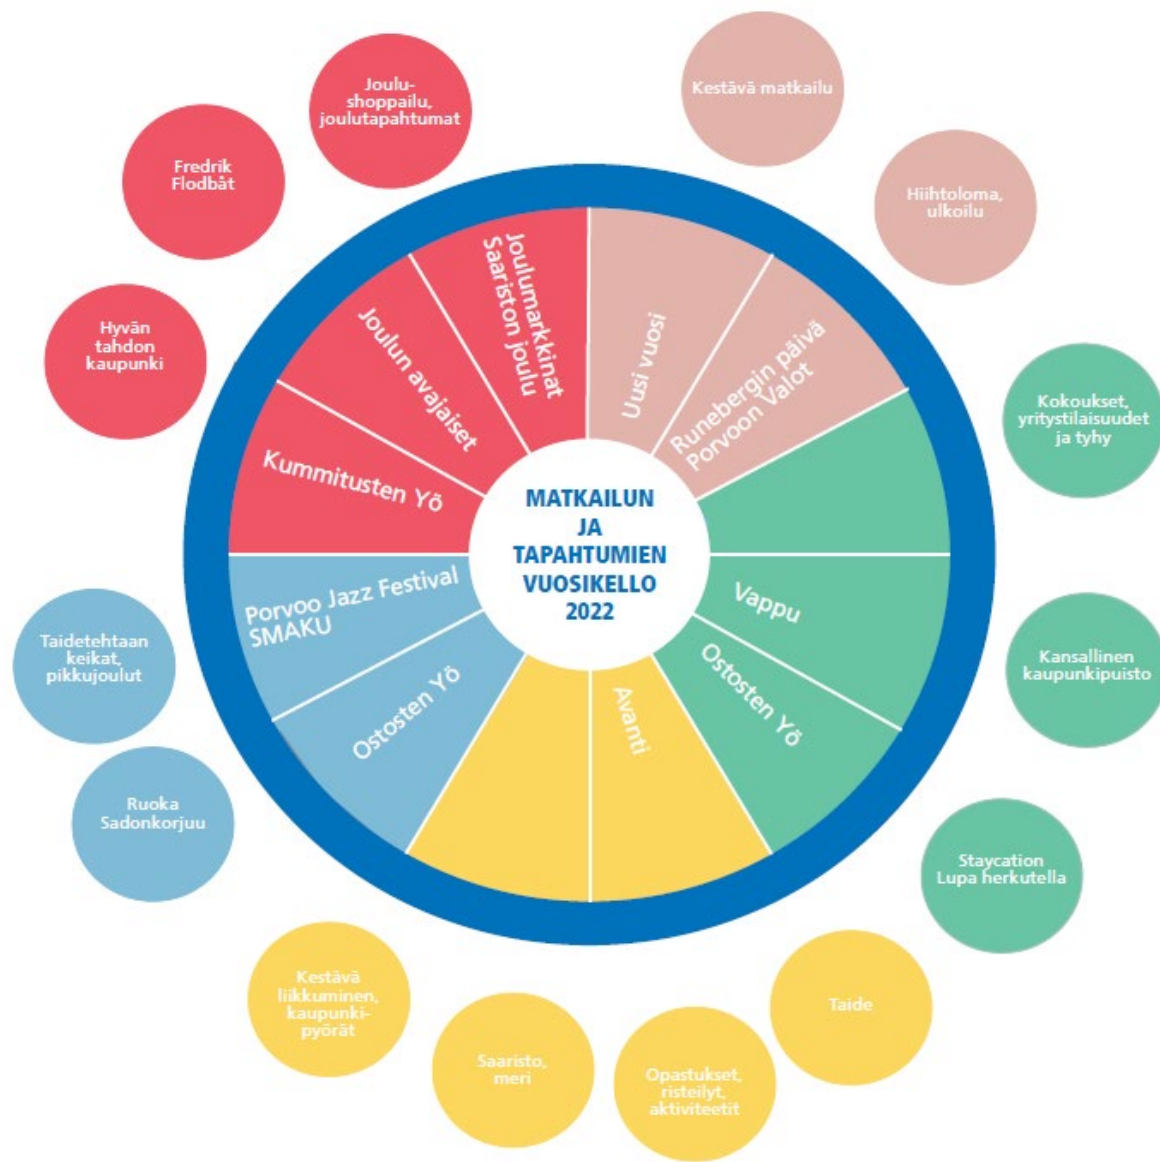 MATKAILUN
JA
TAPAHTUMIEN
VUOSIKELLO
2022
Uusi vuosi
Runebergin päivä
Porvoon Valot
Vappu
Ostosten Yö
Avanti
Ostosten Yö
Porvoo Jazz Festival
SMAKU
Kummitusten Yö
Joulun avajaiset
Joulumarkkinat
Saariston joulu
Kestävä matkailu
Hiihtoloma,
ulkoilu
Kokoukset,
yritystilaisuudet
ja tyhy
Kansallinen
kaupunkipuisto
Staycation
Lupa herkutella
Taide
Opastukset,
risteilyt,
aktiviteetit
Saaristo,
meri
Kestävä
liikkuminen,
kaupunki-
pyörät
Ruoka
Sadonkorjuu
Taidetehtaan
keikat,
pikkujoulut
Hyvän
tahdon
kaupunki
Fredrik
Flodbåt
Joulu-
shoppailu,
joulutapahtumat